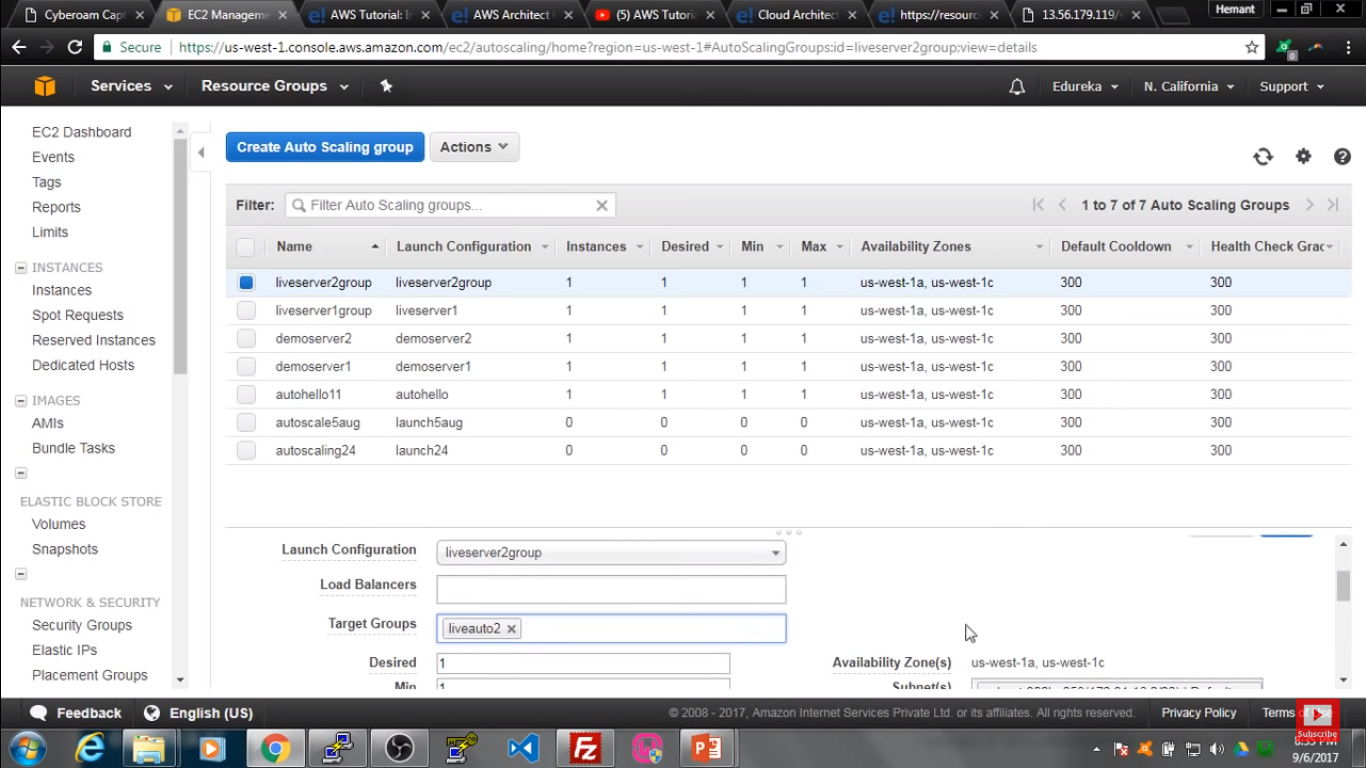 Cyberoam Capt
EC2 Manageme
AWS Tutorial: I
AWS Architect
(5) AWS Tutoria
Cloud Architect
https://resourc
13.56.179.119/
Hemant
Secure https://us-west-1.console.aws.amazon.com/ec2/autoscaling/home?region=us-west-1#AutoScalingGroups:id=liveserver2group;view=details
0
Services Resource Groups Edureka N. California Support
EC2 Dashboard
Events
Tags
Reports
Limits
INSTANCES
Instances
Spot Requests
Reserved Instances
Dedicated Hosts
IMAGES
AMIs
Bundle Tasks
ELASTIC BLOCK STORE
Volumes
Snapshots
NETWORK & SECURITY
Security Groups
Elastic IPs
Placement Groups
Create Auto Scaling group Actions
Filter: Filter Auto Scaling groups... 1 to 7 of 7 Auto Scaling Groups
Name Launch Configuration Instances Desired Min Max Availability Zones Default Cooldown Health Check Grac
liveserver2group liveserver2group 1 1 1 1 us-west-1a, us-west-1c 300 300
liveserver1group liveserver1 1 1 1 1 us-west-1a, us-west-1c 300 300
demoserver2 demoserver2 1 1 1 1 us-west-1a, us-west-1c 300 300
demoserver1 demoserver1 1 1 1 1 us-west-1a, us-west-1c 300 300
autohello11 autohello 1 1 1 1 us-west-1a, us-west-1c 300 300
autoscale5aug launch5aug 0 0 0 0 us-west-1a, us-west-1c 300 300
autoscaling24 launch24 0 0 0 0 us-west-1a, us-west-1c 300 300
Launch Configuration liveserver2group
Load Balancers
Target Groups liveauto2
Desired 1 Availability Zone(s) us-west-1a, us-west-1c
Min 1 Subnet(s)
Feedback English (US) © 2008 - 2017, Amazon Internet Services Private Ltd. or its affiliates. All rights reserved. Privacy Policy Terms of
Subscribe
9/6/2017